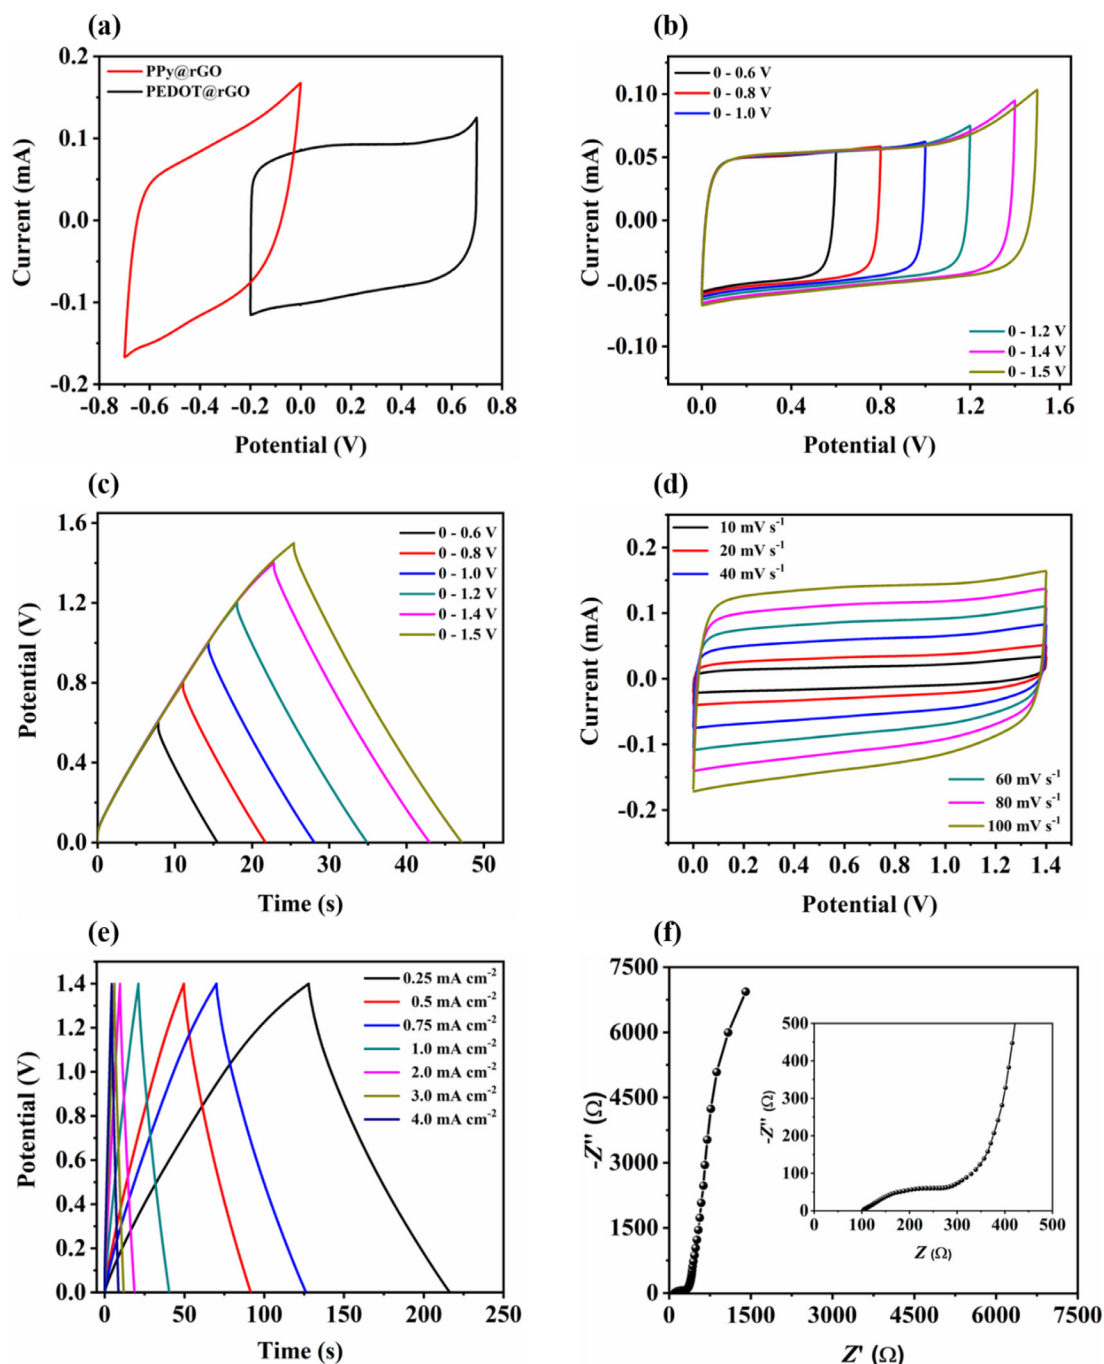 (a)
0.2
0.1
0.0
-0.1
-0.2
Current (mA)
PPy@rGO
PEDOT@rGO
-0.8 -0.6 -0.4 -0.2 0.0 0.2 0.4 0.6 0.8
Potential (V)
(b)
0.10
0.05
0.00
-0.05
-0.10
Current (mA)
0 - 0.6 V
0 - 0.8 V
0 - 1.0 V
0 - 1.2 V
0 - 1.4 V
0 - 1.5 V
0.0 0.4 0.8 1.2 1.6
Potential (V)
(c)
1.6
1.2
0.8
0.4
0.0
Potential (V)
0 - 0.6 V
0 - 0.8 V
0 - 1.0 V
0 - 1.2 V
0 - 1.4 V
0 - 1.5 V
0 10 20 30 40 50
Time (s)
(d)
0.2
0.1
0.0
-0.1
-0.2
Current (mA)
10 mV s⁻¹
20 mV s⁻¹
40 mV s⁻¹
60 mV s⁻¹
80 mV s⁻¹
100 mV s⁻¹
0.0 0.2 0.4 0.6 0.8 1.0 1.2 1.4
Potential (V)
(e)
1.4
1.2
1.0
0.8
0.6
0.4
0.2
0.0
Potential (V)
0.25 mA cm⁻²
0.5 mA cm⁻²
0.75 mA cm⁻²
1.0 mA cm⁻²
2.0 mA cm⁻²
3.0 mA cm⁻²
4.0 mA cm⁻²
0 25 50 75 100 125 150 175 200 225 250
Time (s)
(f)
7500
6000
4500
3000
1500
0
-Z'' (Ω)
500
400
300
200
100
0
-Z'' (Ω)
0 100 200 300 400 500
Z (Ω)
0 1500 3000 4500 6000 7500
Z' (Ω)